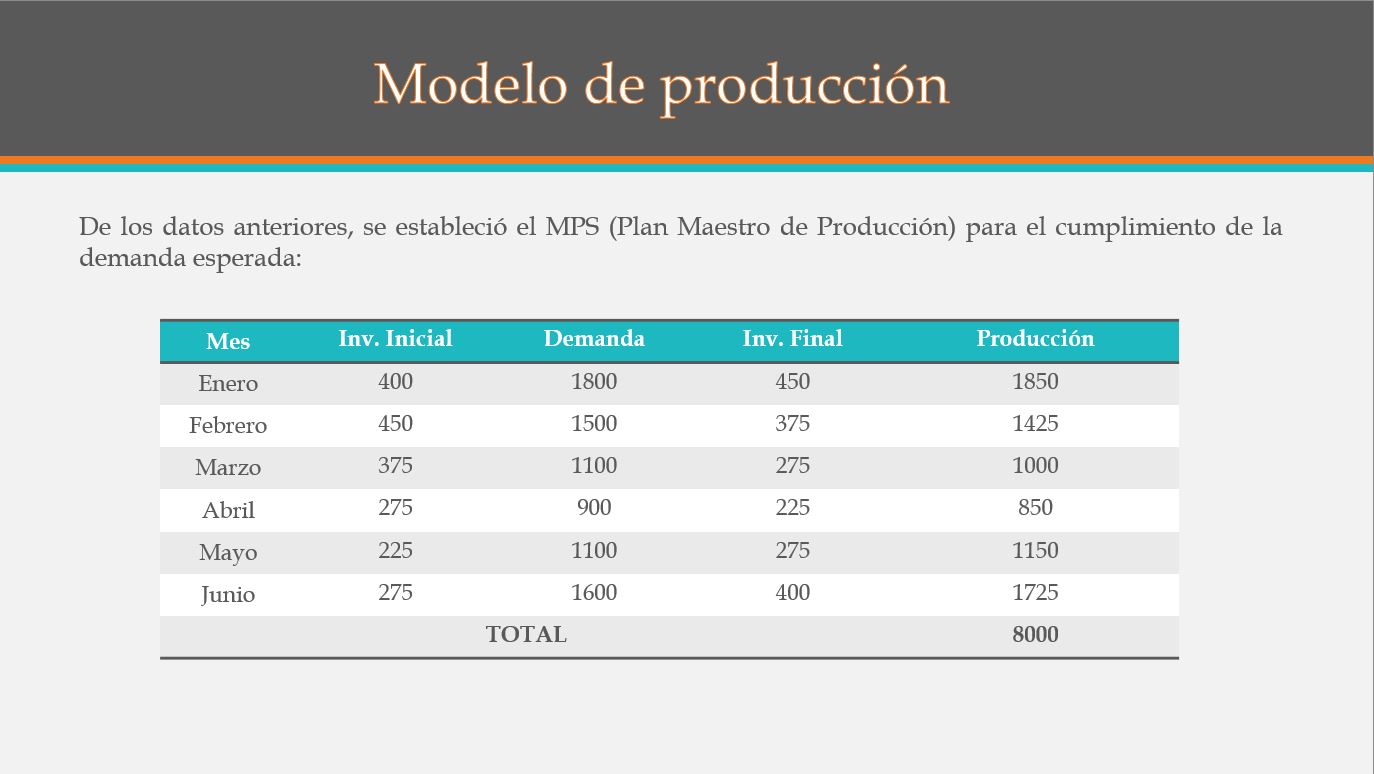 Modelo de producción
De los datos anteriores, se estableció el MPS (Plan Maestro de Producción) para el cumplimiento de la
demanda esperada:
Mes Inv. Inicial Demanda Inv. Final Producción
Enero 400 1800 450 1850
Febrero 450 1500 375 1425
Marzo 375 1100 275 1000
Abril 275 900 225 850
Mayo 225 1100 275 1150
Junio 275 1600 400 1725
TOTAL 8000